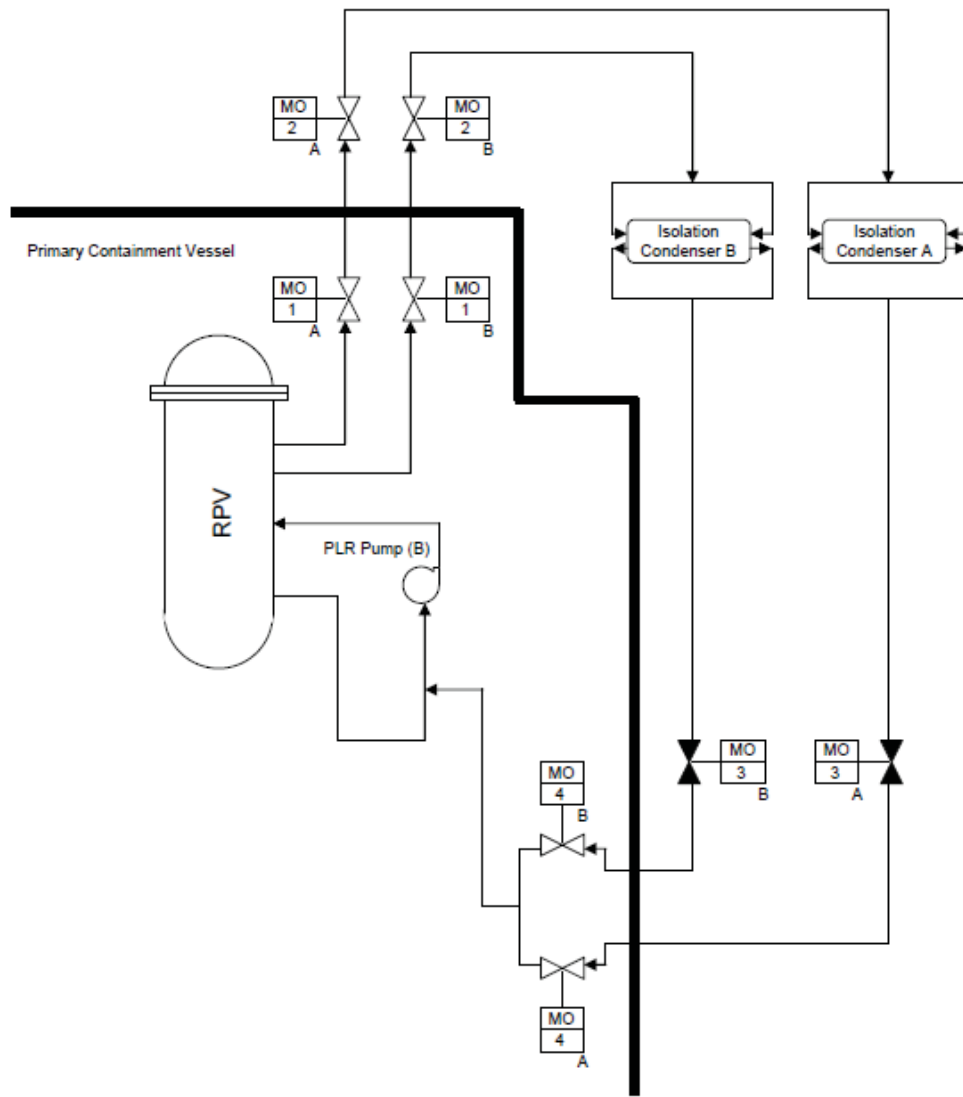 MO
2
A
MO
2
B
Primary Containment Vessel
Isolation
Condenser B
Isolation
Condenser A
MO
1
A
MO
1
B
RPV
PLR Pump (B)
MO
3
B
MO
3
A
MO
4
B
MO
4
A